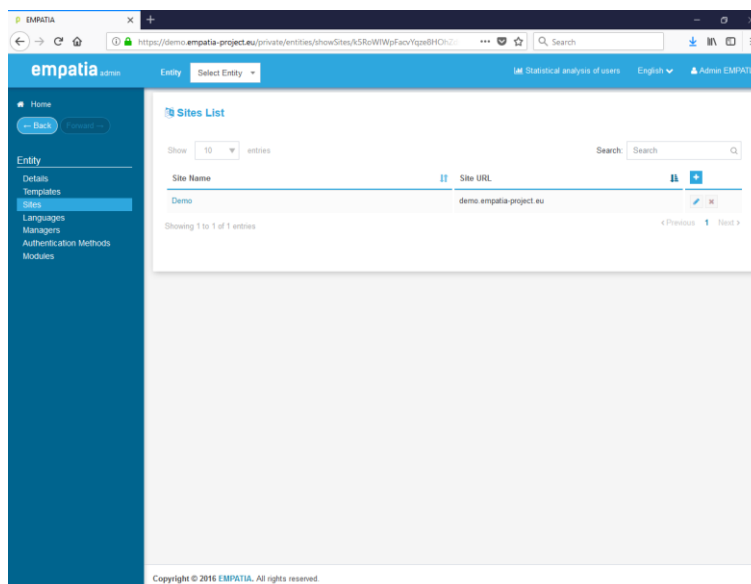 EMPATIA
https://demo.empatia-project.eu/private/entities/showSites/k5RoWIWpFacvYqze8HOhZ
Search
empatia admin
Entity
Select Entity
Statistical analysis of users
English
Admin EMPATI
Home
← Back
Forward →
Entity
Details
Templates
Sites
Languages
Managers
Authentication Methods
Modules
Sites List
Show 10 entries
Search: Search
Site Name
Site URL
Demo
demo.empatia-project.eu
Showing 1 to 1 of 1 entries
Previous 1 Next
Copyright © 2016 EMPATIA. All rights reserved.